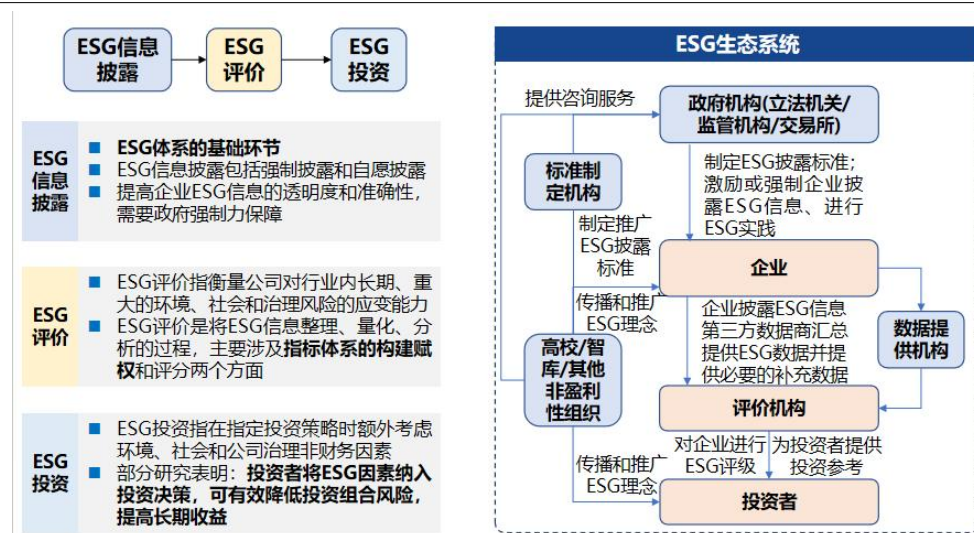 ESG信息
披露
ESG
评价
ESG
投资
ESG
信息
披露
ESG体系的基础环节
ESG信息披露包括强制披露和自愿披露
提高企业ESG信息的透明度和准确性，
需要政府强制力保障
ESG
评价
ESG评价指衡量公司对行业内长期、重
大的环境、社会和治理风险的应变能力
ESG评价是将ESG信息整理、量化、分
析的过程，主要涉及指标体系的构建赋
权和评分两个方面
ESG
投资
ESG投资指在指定投资策略时额外考虑
环境、社会和公司治理非财务因素
部分研究表明：投资者将ESG因素纳入
投资决策，可有效降低投资组合风险，
提高长期收益
ESG生态系统
提供咨询服务
政府机构(立法机关/
监管机构/交易所)
标准制
定机构
制定ESG披露标准；
激励或强制企业披
露ESG信息、进行
ESG实践
制定推广
ESG披露
标准
企业
传播和推广
ESG理念
企业披露ESG信息
第三方数据商汇总
提供ESG数据并提
供必要的补充数据
数据提
供机构
高校/智
库/其他
非盈利
性组织
评价机构
对企业进行
ESG评级
为投资者提供
投资参考
传播和推广
ESG理念
投资者